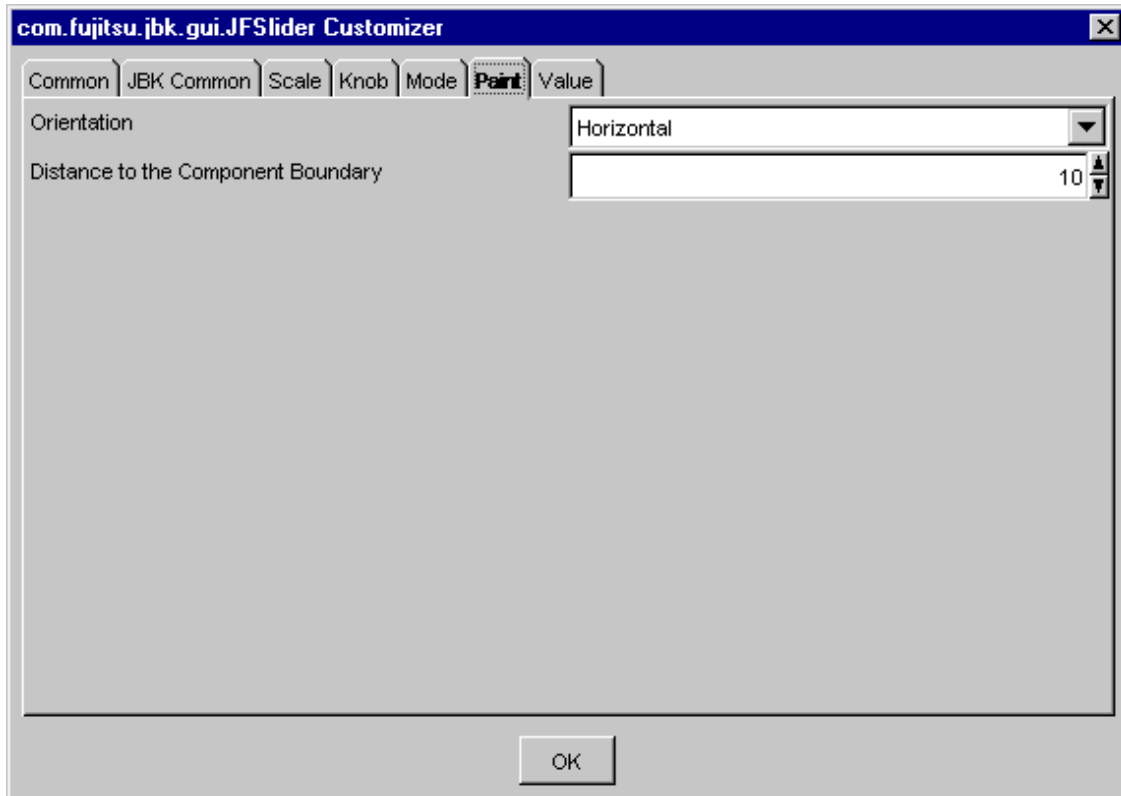 com.fujitsu.jbk.gui.JFSlider Customizer
Common JBK Common Scale Knob Mode Paint Value
Orientation Horizontal
Distance to the Component Boundary 10
OK